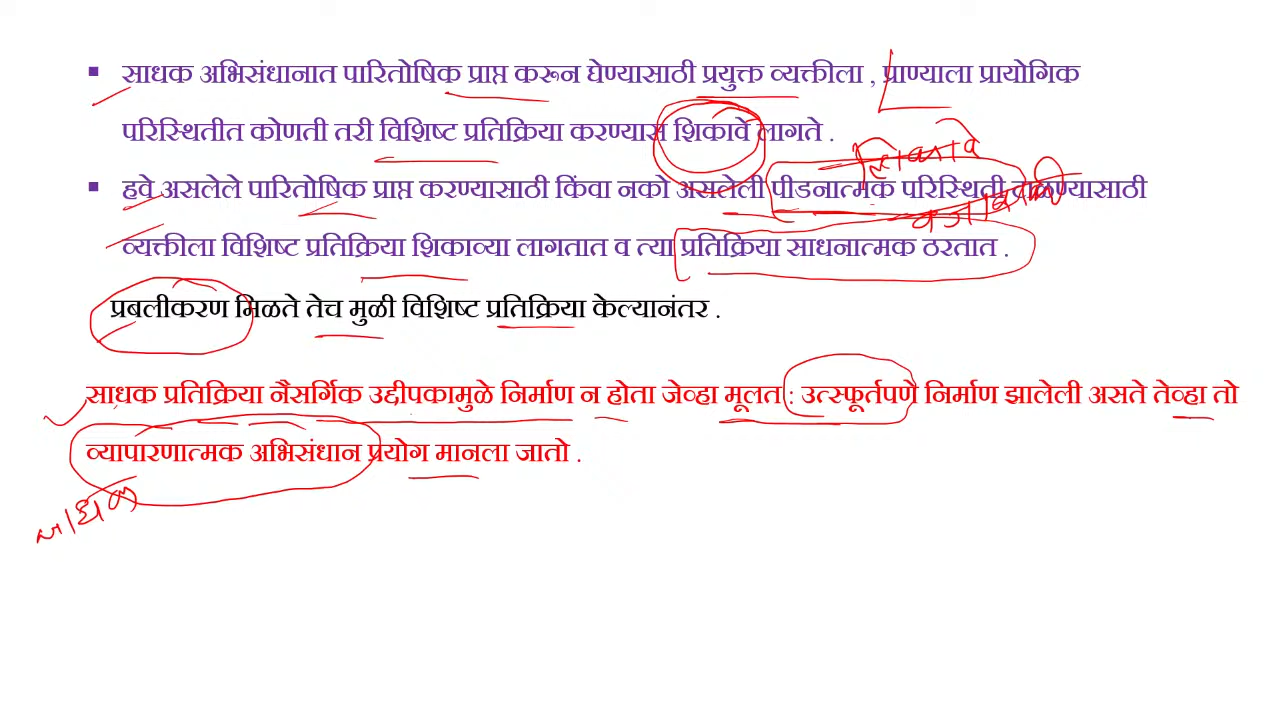 ▪ साधक अभिसंधानात पारितोषिक प्राप्त करून घेण्यासाठी प्रयुक्त व्यक्तीला , प्राण्याला प्रायोगिक
परिस्थितीत कोणती तरी विशिष्ट प्रतिक्रिया करण्यास शिकावे लागते .
▪ हवे असलेले पारितोषिक प्राप्त करण्यासाठी किंवा नको असलेली पीडनात्मक परिस्थिती टाळण्यासाठी
व्यक्तीला विशिष्ट प्रतिक्रिया शिकाव्या लागतात व त्या प्रतिक्रिया साधनात्मक ठरतात .
प्रबलीकरण मिळते तेच मुळी विशिष्ट प्रतिक्रिया केल्यानंतर .
साधक प्रतिक्रिया नैसर्गिक उद्दीपकामुळे निर्माण न होता जेव्हा मूलत : उत्स्फूर्तपणे निर्माण झालेली असते तेव्हा तो
व्यापारणात्मक अभिसंधान प्रयोग मानला जातो .
साधक